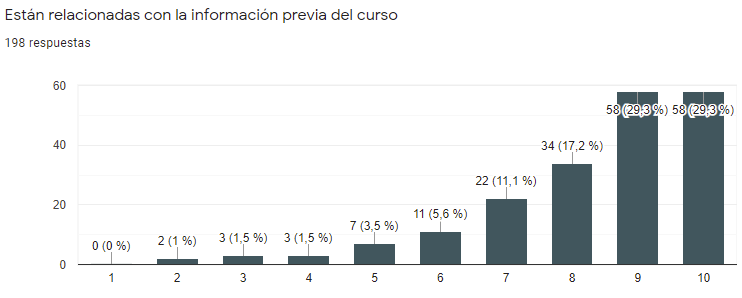 Están relacionadas con la información previa del curso
198 respuestas
60
40
20
0
0 (0 %)
2 (1 %)
3 (1,5 %)
3 (1,5 %)
7 (3,5 %)
11 (5,6 %)
22 (11,1 %)
34 (17,2 %)
58 (29,3 %)
58 (29,3 %)
1 2 3 4 5 6 7 8 9 10